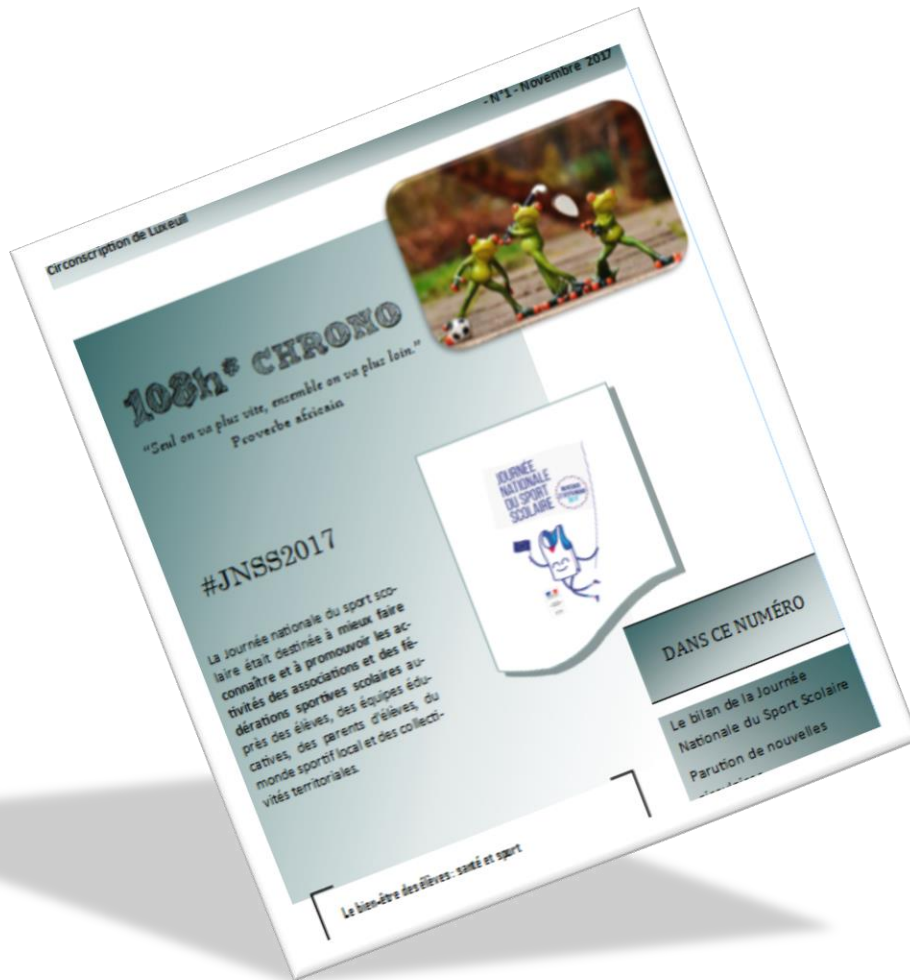 Circonscription de Luxeuil
- N°1 - Novembre 2017
108h* CHRONO
"Seul on va plus vite, ensemble on va plus loin."
Proverbe africain
JOURNÉE
NATIONALE
DU SPORT
SCOLAIRE
#JNSS2017
La Journée nationale du sport sco-
laire était destinée à mieux faire
connaître et à promouvoir les ac-
tivités des associations et des fé-
dérations sportives scolaires au-
près des élèves, des équipes édu-
catives, des parents d'élèves, du
monde sportif local et des collecti-
vités territoriales.
DANS CE NUMÉRO
Le bilan de la Journée
Nationale du Sport Scolaire
Parution de nouvelles
Le bien-être des élèves : santé et sport